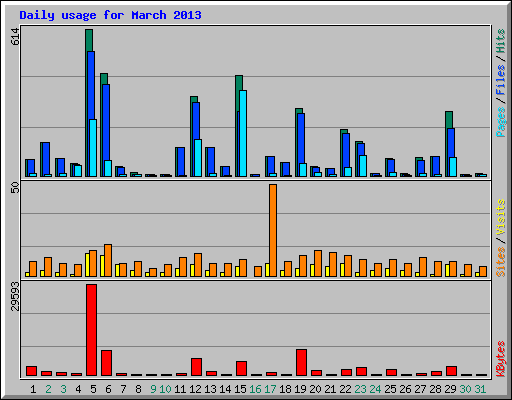 Daily usage for March 2013
614
Pages / Files / Hits
50
Sites / Visits
29593
KBytes
1 2 3 4 5 6 7 8 9 10 11 12 13 14 15 16 17 18 19 20 21 22 23 24 25 26 27 28 29 30 31